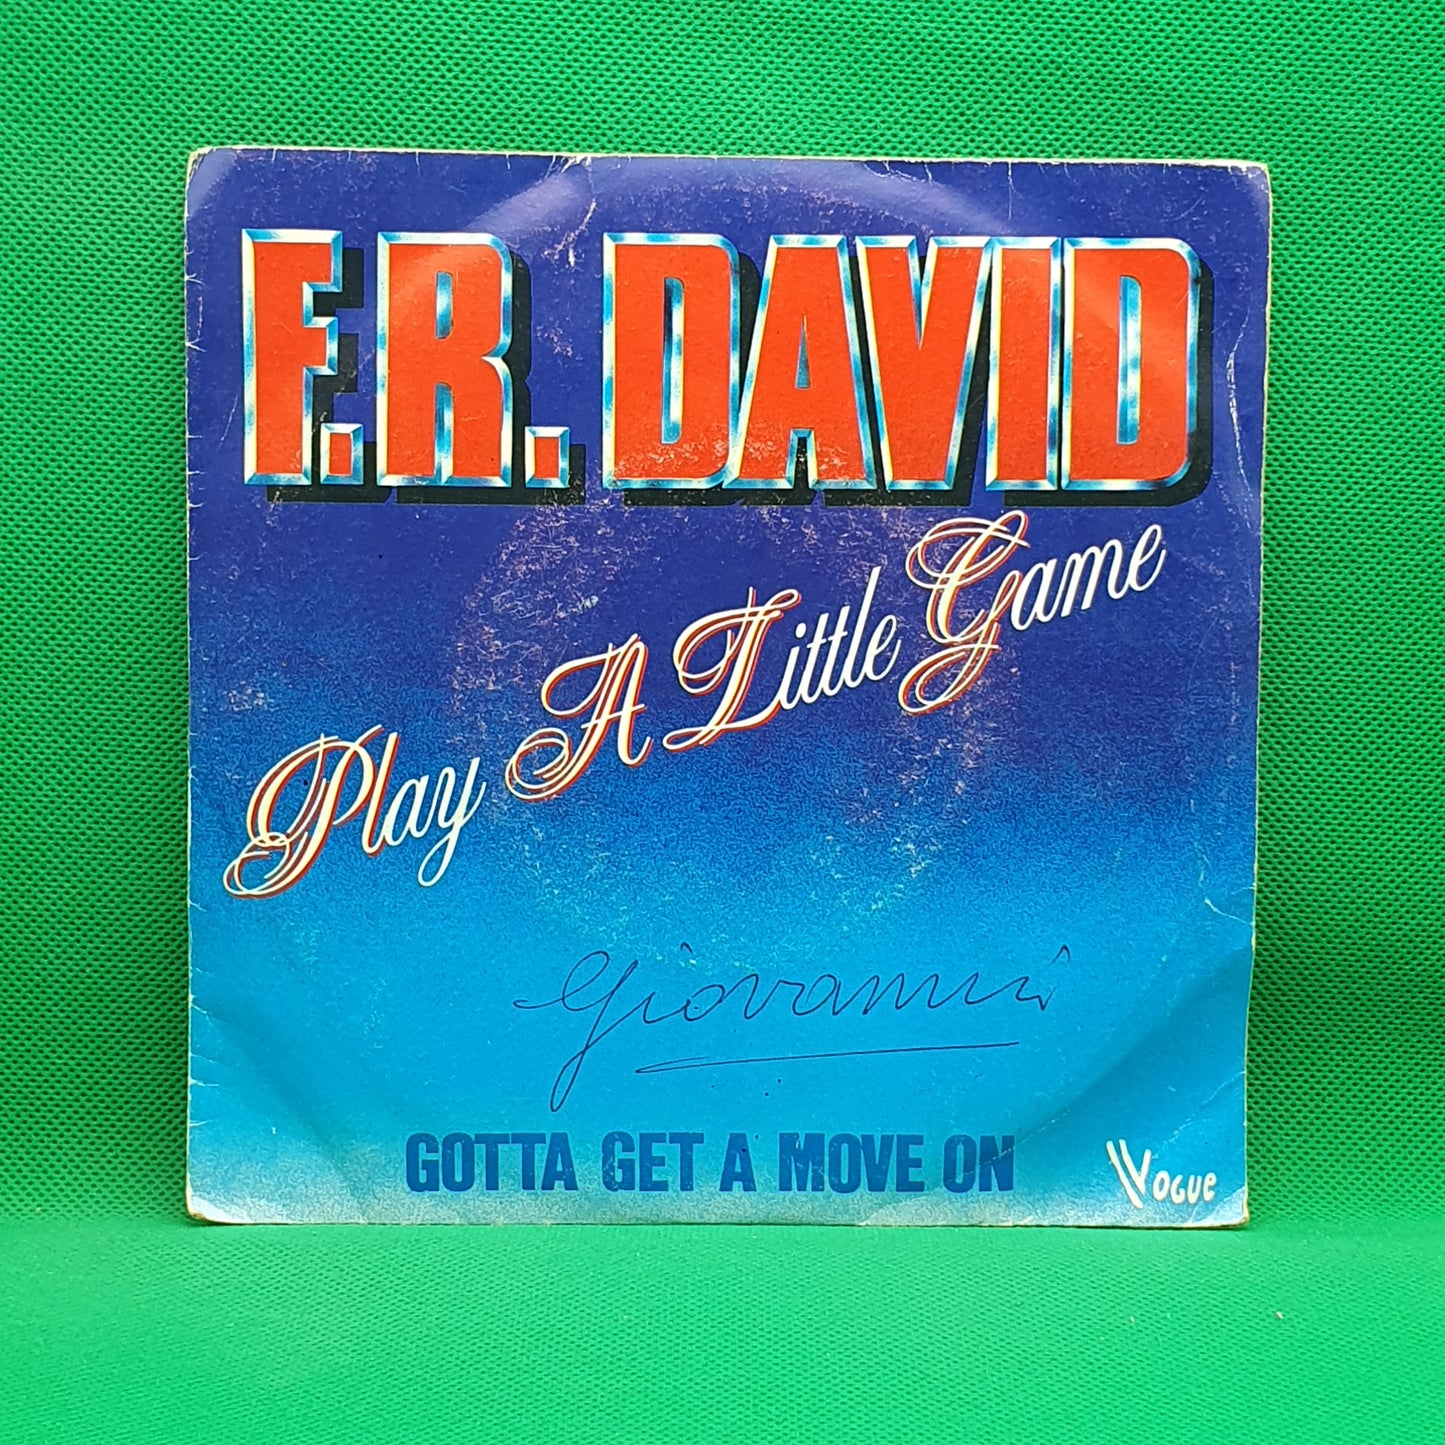 F.R. DAVID
Play A Little Game
Giovanni
GOTTA GET A MOVE ON
VOGUE